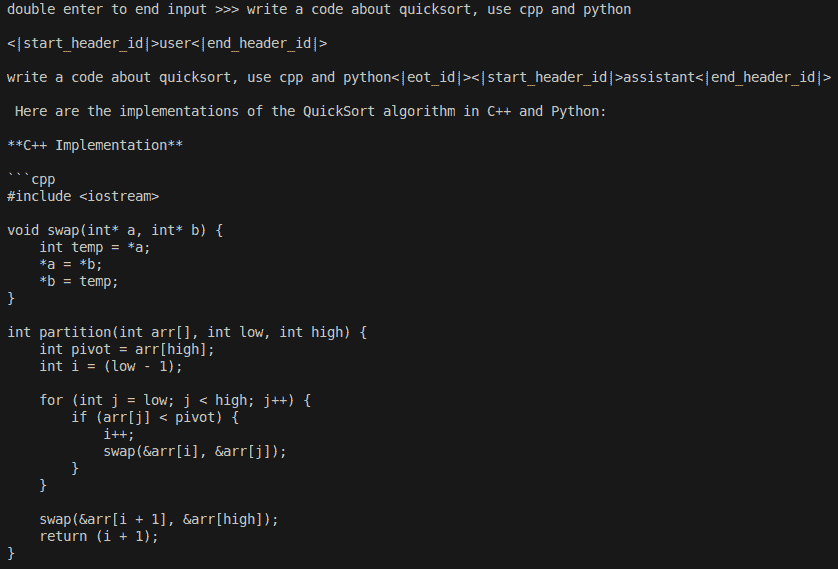 double enter to end input >>> write a code about quicksort, use cpp and python
<|start_header_id|>user<|end_header_id|>
write a code about quicksort, use cpp and python<|eot_id|><|start_header_id|>assistant<|end_header_id|>
Here are the implementations of the QuickSort algorithm in C++ and Python:
**C++ Implementation**
```cpp
#include <iostream>
void swap(int* a, int* b) {
    int temp = *a;
    *a = *b;
    *b = temp;
}
int partition(int arr[], int low, int high) {
    int pivot = arr[high];
    int i = (low - 1);
    for (int j = low; j < high; j++) {
        if (arr[j] < pivot) {
            i++;
            swap(&arr[i], &arr[j]);
        }
    }
    swap(&arr[i + 1], &arr[high]);
    return (i + 1);
}